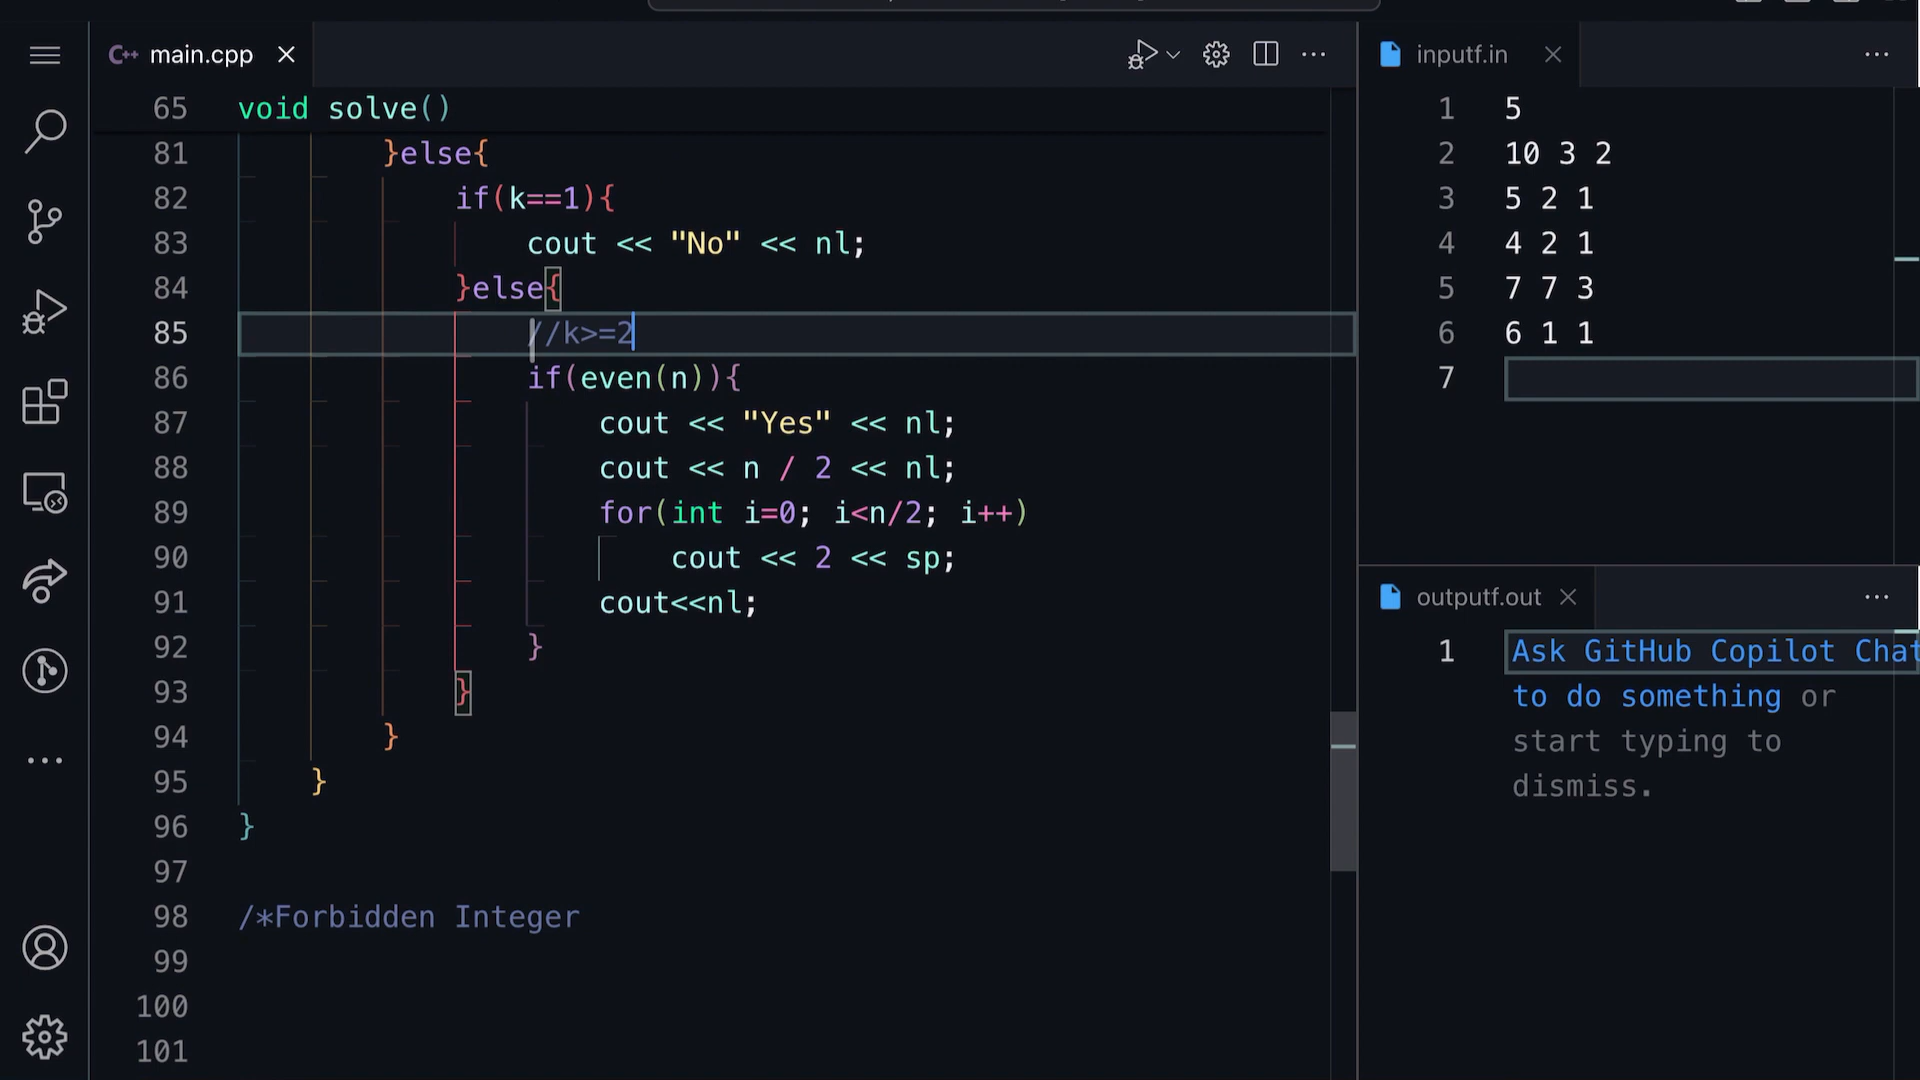 C++ main.cpp
65 void solve()
81 }else{
82 if(k==1){
83 cout << "No" << nl;
84 }else{
85 //k>=2
86 if(even(n)){
87 cout << "Yes" << nl;
88 cout << n / 2 << nl;
89 for(int i=0; i<n/2; i++)
90 cout << 2 << sp;
91 cout<<nl;
92 }
93 }
94 }
95 }
96 }
97
98 /*Forbidden Integer
99
100
101
inputf.in
1 5
2 10 3 2
3 5 2 1
4 4 2 1
5 7 7 3
6 6 1 1
7
outputf.out
1 Ask GitHub Copilot Chat
to do something or
start typing to
dismiss.